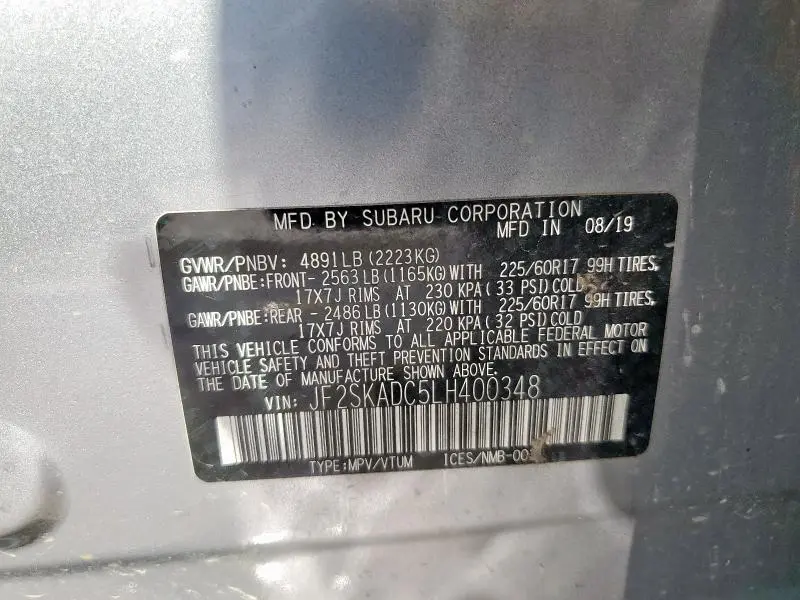 MFD BY SUBARU CORPORATION
MFD IN 08/19
GVWR/PNBV: 4891LB (2223KG)
GAWR/PNBE:FRONT- 2563LB (1165KG) WITH 225/60R17 99H TIRES,
17X7J RIMS AT 230 KPA (33 PSI) COLD
GAWR/PNBE:REAR - 2486LB (1130KG) WITH 225/60R17 99H TIRES,
17X7J RIMS AT 220 KPA (32 PSI) COLD
THIS VEHICLE CONFORMS TO ALL APPLICABLE FEDERAL MOTOR
VEHICLE SAFETY AND THEFT PREVENTION STANDARDS IN EFFECT ON
THE DATE OF MANUFACTURE SHOWN ABOVE.
VIN: JF2SKADC5LH400348
TYPE:MPV/VTUM ICES/NMB-00